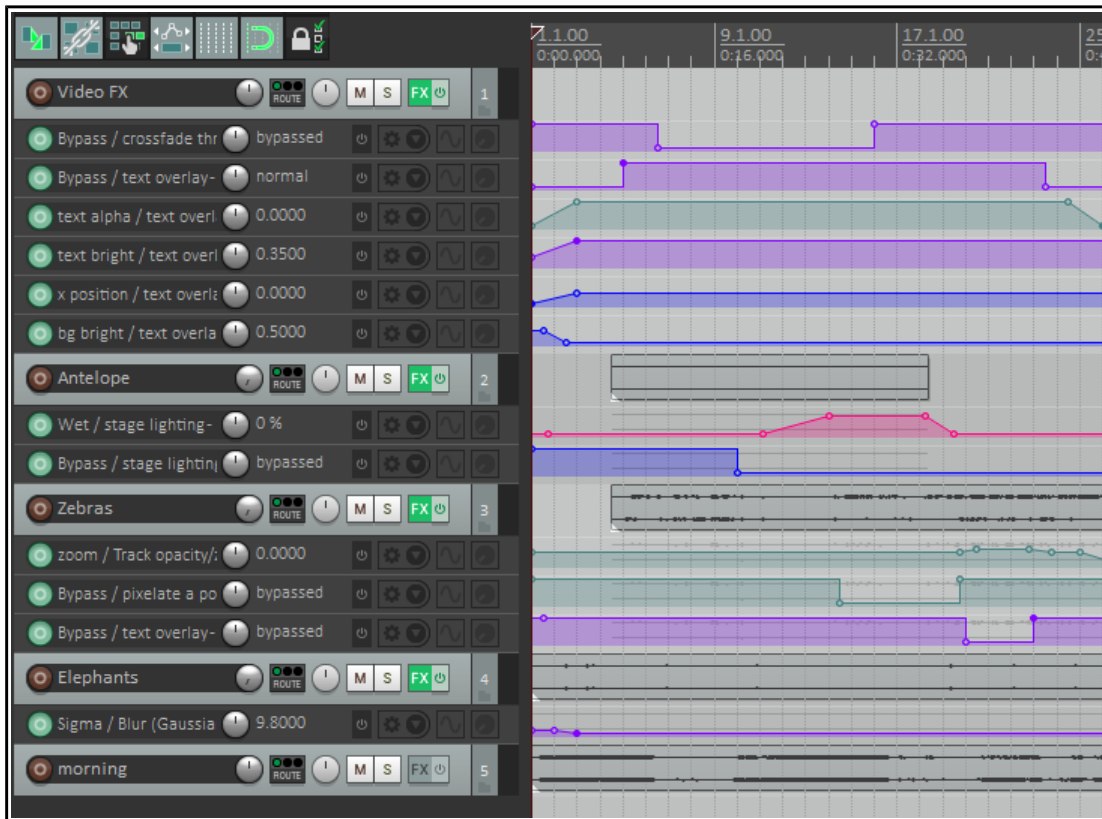 1.1.00 9.1.00 17.1.00 25
0:00.000 0:16.000 0:32.000 0:4
Video FX ROUTE M S FX 1
Bypass / crossfade thr bypassed
Bypass / text overlay- normal
text alpha / text overl 0.0000
text bright / text overl 0.3500
x position / text overla 0.0000
bg bright / text overla 0.5000
Antelope ROUTE M S FX 2
Wet / stage lighting- 0 %
Bypass / stage lighting bypassed
Zebras ROUTE M S FX 3
zoom / Track opacity/z 0.0000
Bypass / pixelate a po bypassed
Bypass / text overlay- bypassed
Elephants ROUTE M S FX 4
Sigma / Blur (Gaussia 9.8000
morning ROUTE M S FX 5